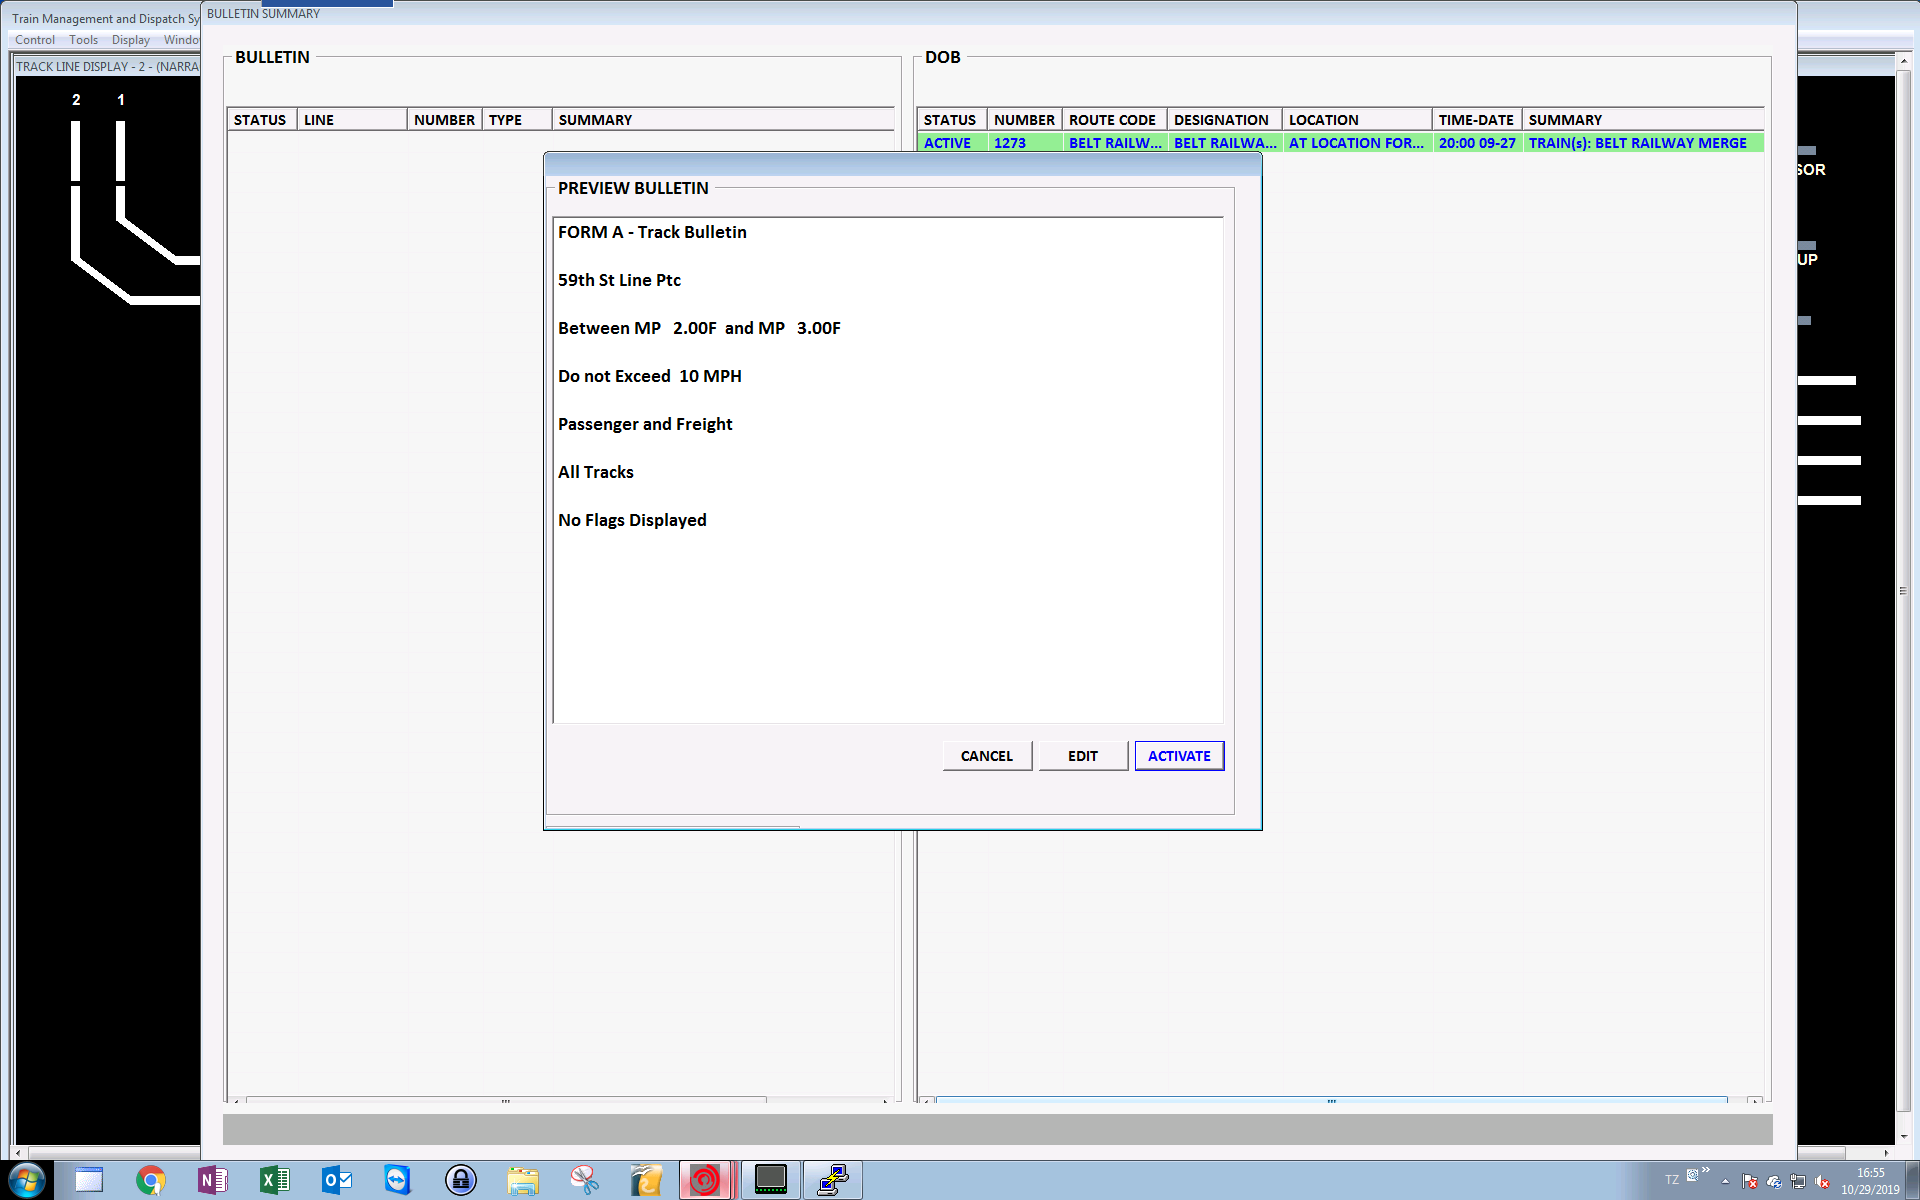 BULLETIN SUMMARY
Train Management and Dispatch Sy
Control Tools Display Windo
TRACK LINE DISPLAY - 2 - (NARRA
2 1
BULLETIN
STATUS LINE NUMBER TYPE SUMMARY
DOB
STATUS NUMBER ROUTE CODE DESIGNATION LOCATION TIME-DATE SUMMARY
ACTIVE 1273 BELT RAILW... BELT RAILWA... AT LOCATION FOR... 20:00 09-27 TRAIN(s): BELT RAILWAY MERGE
SOR
UP
PREVIEW BULLETIN
FORM A - Track Bulletin
59th St Line Ptc
Between MP 2.00F and MP 3.00F
Do not Exceed 10 MPH
Passenger and Freight
All Tracks
No Flags Displayed
CANCEL EDIT ACTIVATE
TZ
16:55
10/29/2019